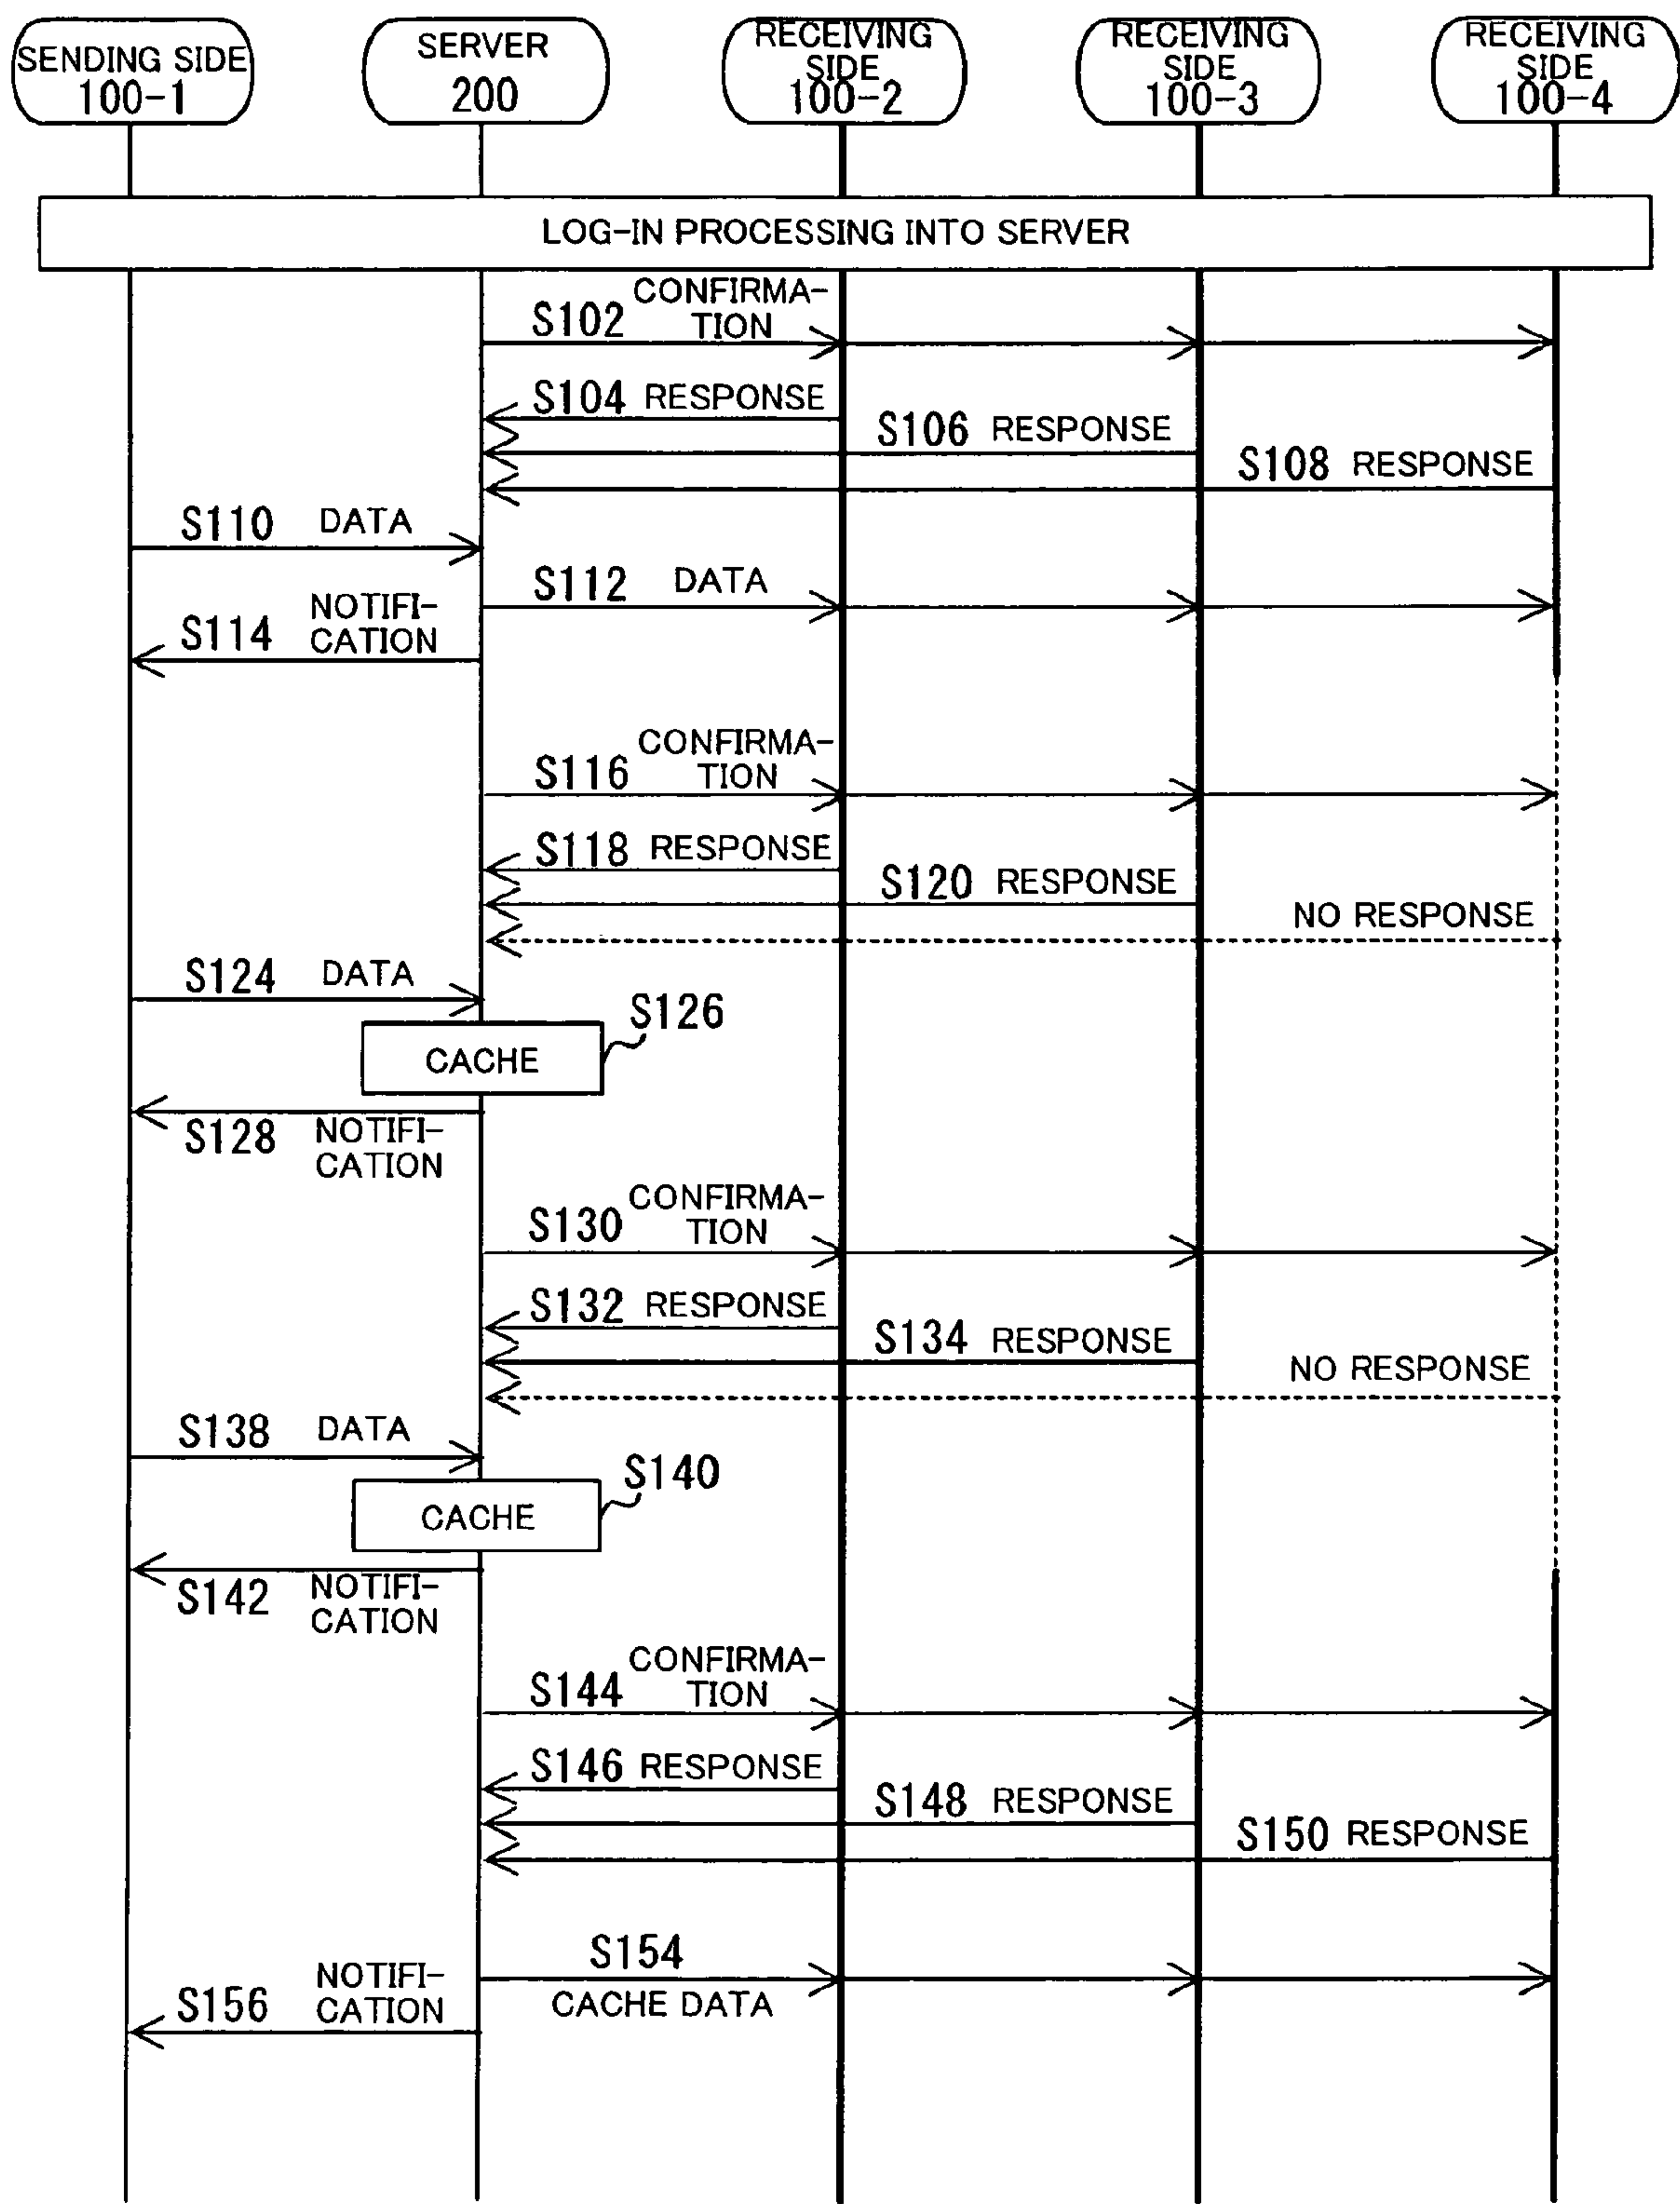 SENDING SIDE
100-1
SERVER
200
RECEIVING
SIDE
100-2
RECEIVING
SIDE
100-3
RECEIVING
SIDE
100-4
LOG-IN PROCESSING INTO SERVER
S102
CONFIRMA-
TION
S104 RESPONSE
S106 RESPONSE
S108 RESPONSE
S110 DATA
S112 DATA
S114
NOTIFI-
CATION
S116
CONFIRMA-
TION
S118 RESPONSE
S120 RESPONSE
NO RESPONSE
S124 DATA
S126
CACHE
S128
NOTIFI-
CATION
S130
CONFIRMA-
TION
S132 RESPONSE
S134 RESPONSE
NO RESPONSE
S138 DATA
S140
CACHE
S142
NOTIFI-
CATION
S144
CONFIRMA-
TION
S146 RESPONSE
S148 RESPONSE
S150 RESPONSE
S154
CACHE DATA
S156
NOTIFI-
CATION